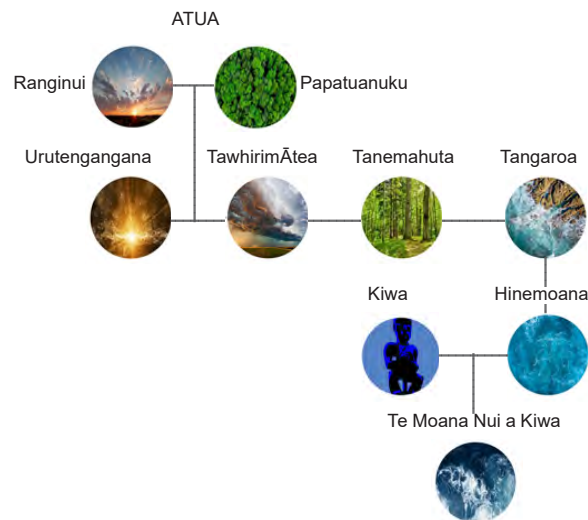 ATUA
Ranginui
Papatuanuku
Urutengangana
TawhirimĀtea
Tanemahuta
Tangaroa
Kiwa
Hinemoana
Te Moana Nui a Kiwa